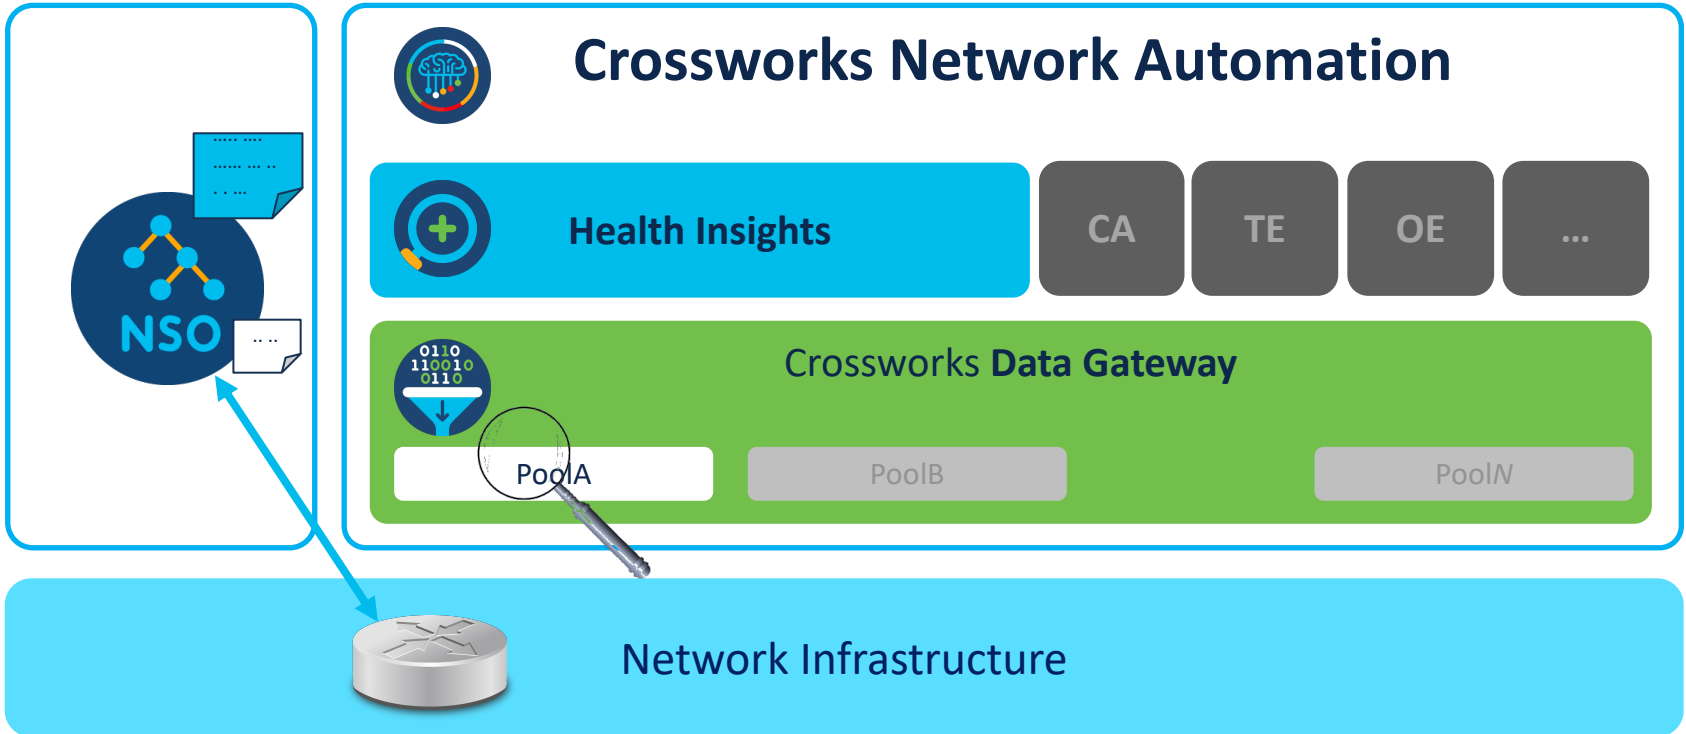 Crossworks Network Automation
Health Insights
CA
TE
OE
...
NSO
0110
110010
0110
Crossworks Data Gateway
PoolA
PoolB
PoolN
Network Infrastructure